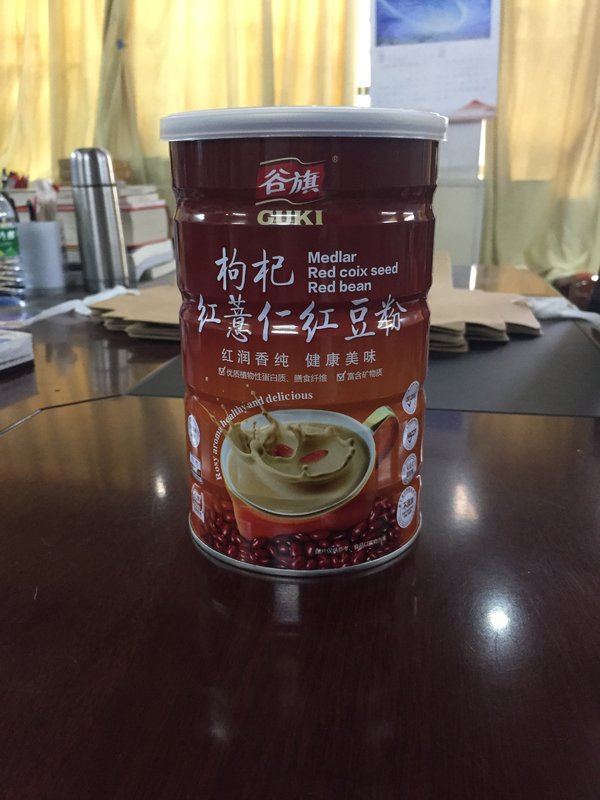 谷旗
®
GUKI
枸杞
Medlar
Red coix seed
Red bean
红薏仁红豆粉
红润香纯 健康美味
☑优质植物性蛋白质、膳食纤维 ☑富含矿物质
Rosy aroma healthy and delicious